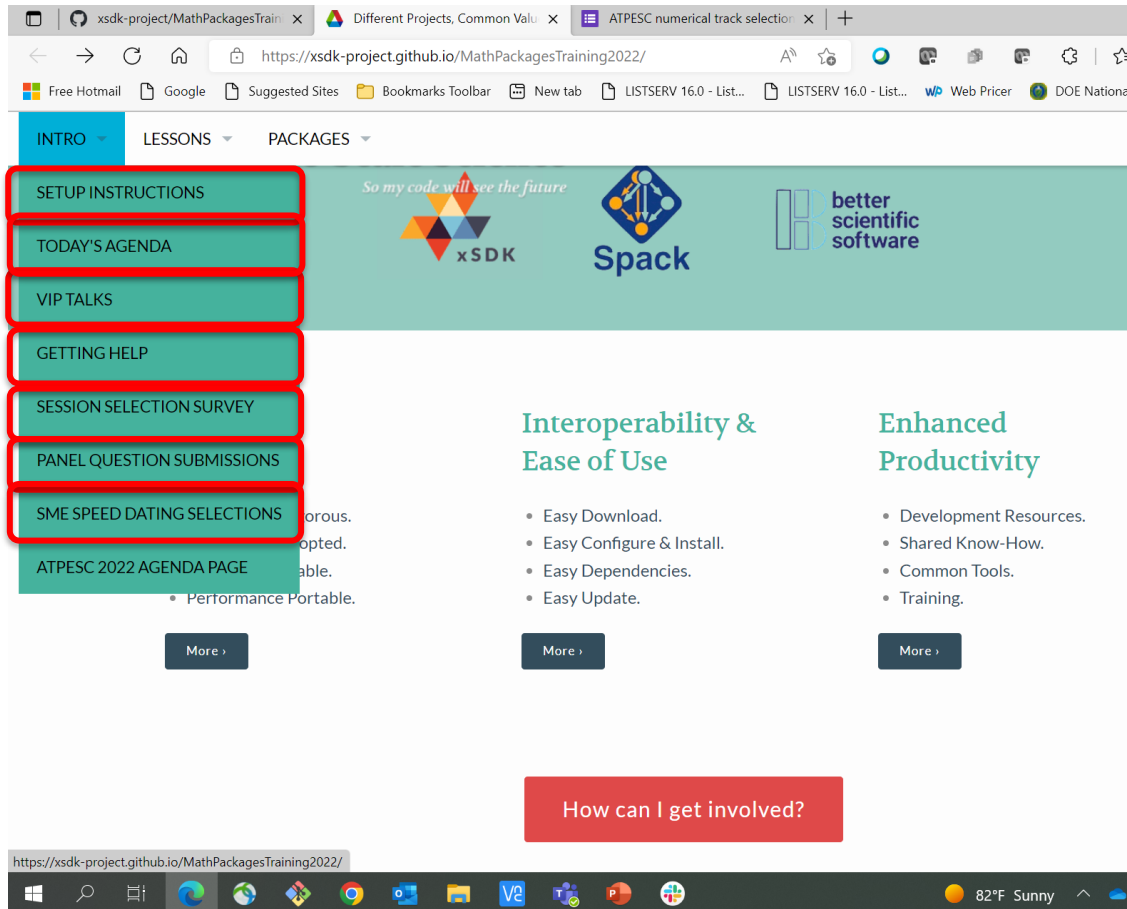 xsdk-project/MathPackagesTrain
Different Projects, Common Valu
ATPESC numerical track selection
https://xsdk-project.github.io/MathPackagesTraining2022/
Free Hotmail
Google
Suggested Sites
Bookmarks Toolbar
New tab
LISTSERV 16.0 - List...
LISTSERV 16.0 - List...
Web Pricer
DOE Nationa
INTRO
LESSONS
PACKAGES
SETUP INSTRUCTIONS
TODAY'S AGENDA
VIP TALKS
GETTING HELP
SESSION SELECTION SURVEY
PANEL QUESTION SUBMISSIONS
SME SPEED DATING SELECTIONS
ATPESC 2022 AGENDA PAGE
So my code will see the future
xSDK
Spack
better
scientific
software
orous.
opted.
able.
Performance Portable.
More ›
Interoperability &
Ease of Use
Easy Download.
Easy Configure & Install.
Easy Dependencies.
Easy Update.
More ›
Enhanced
Productivity
Development Resources.
Shared Know-How.
Common Tools.
Training.
More ›
How can I get involved?
https://xsdk-project.github.io/MathPackagesTraining2022/
82°F Sunny